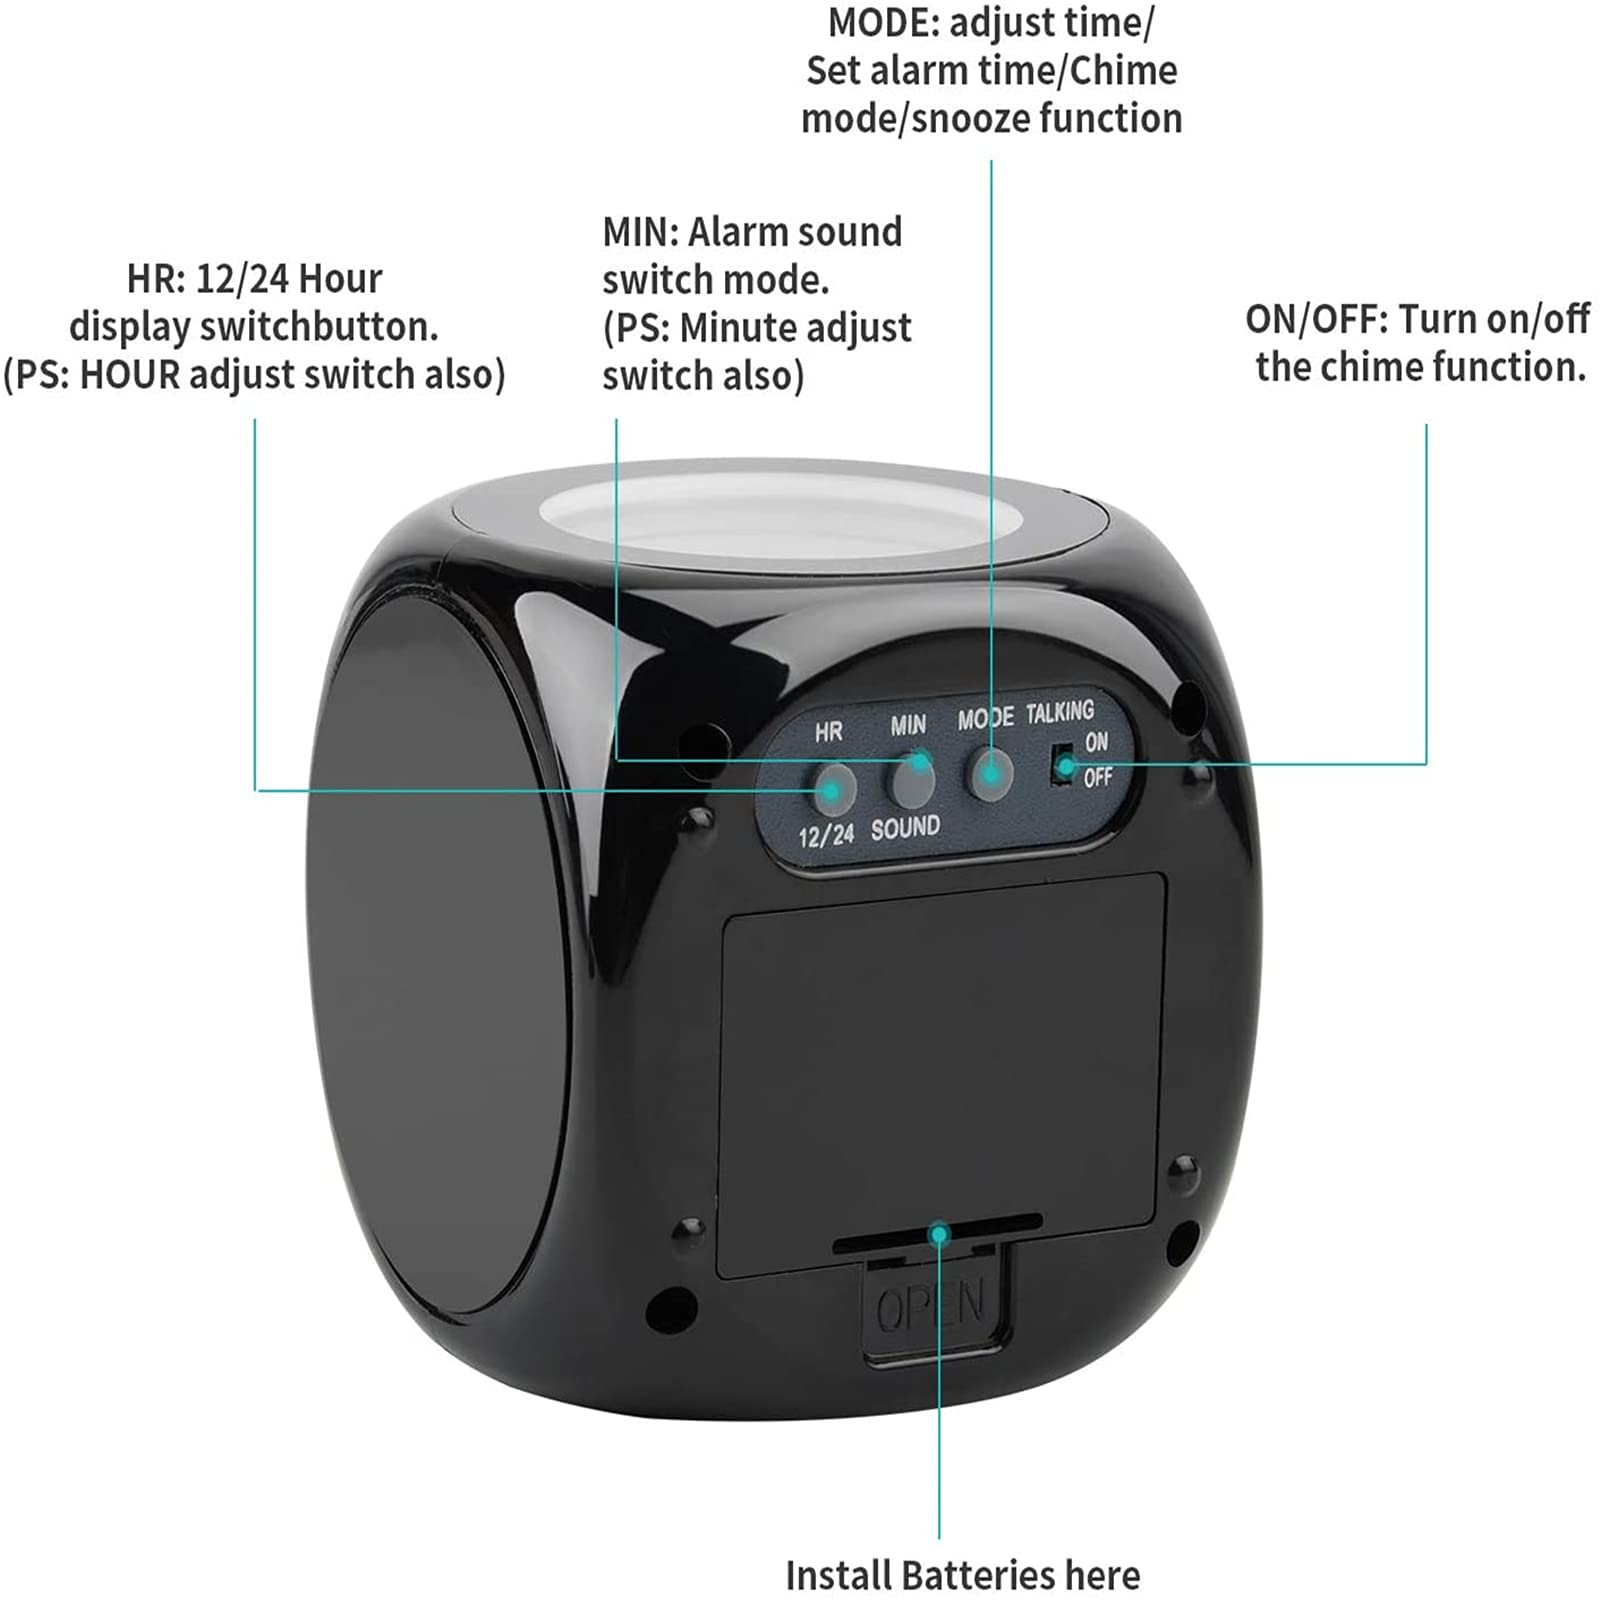 MODE: adjust time/
Set alarm time/Chime
mode/snooze function
MIN: Alarm sound
switch mode.
(PS: Minute adjust
switch also)
HR: 12/24 Hour
display switchbutton.
(PS: HOUR adjust switch also)
ON/OFF: Turn on/off
the chime function.
HR MIN MODE TALKING
ON
OFF
12/24 SOUND
OPEN
Install Batteries here